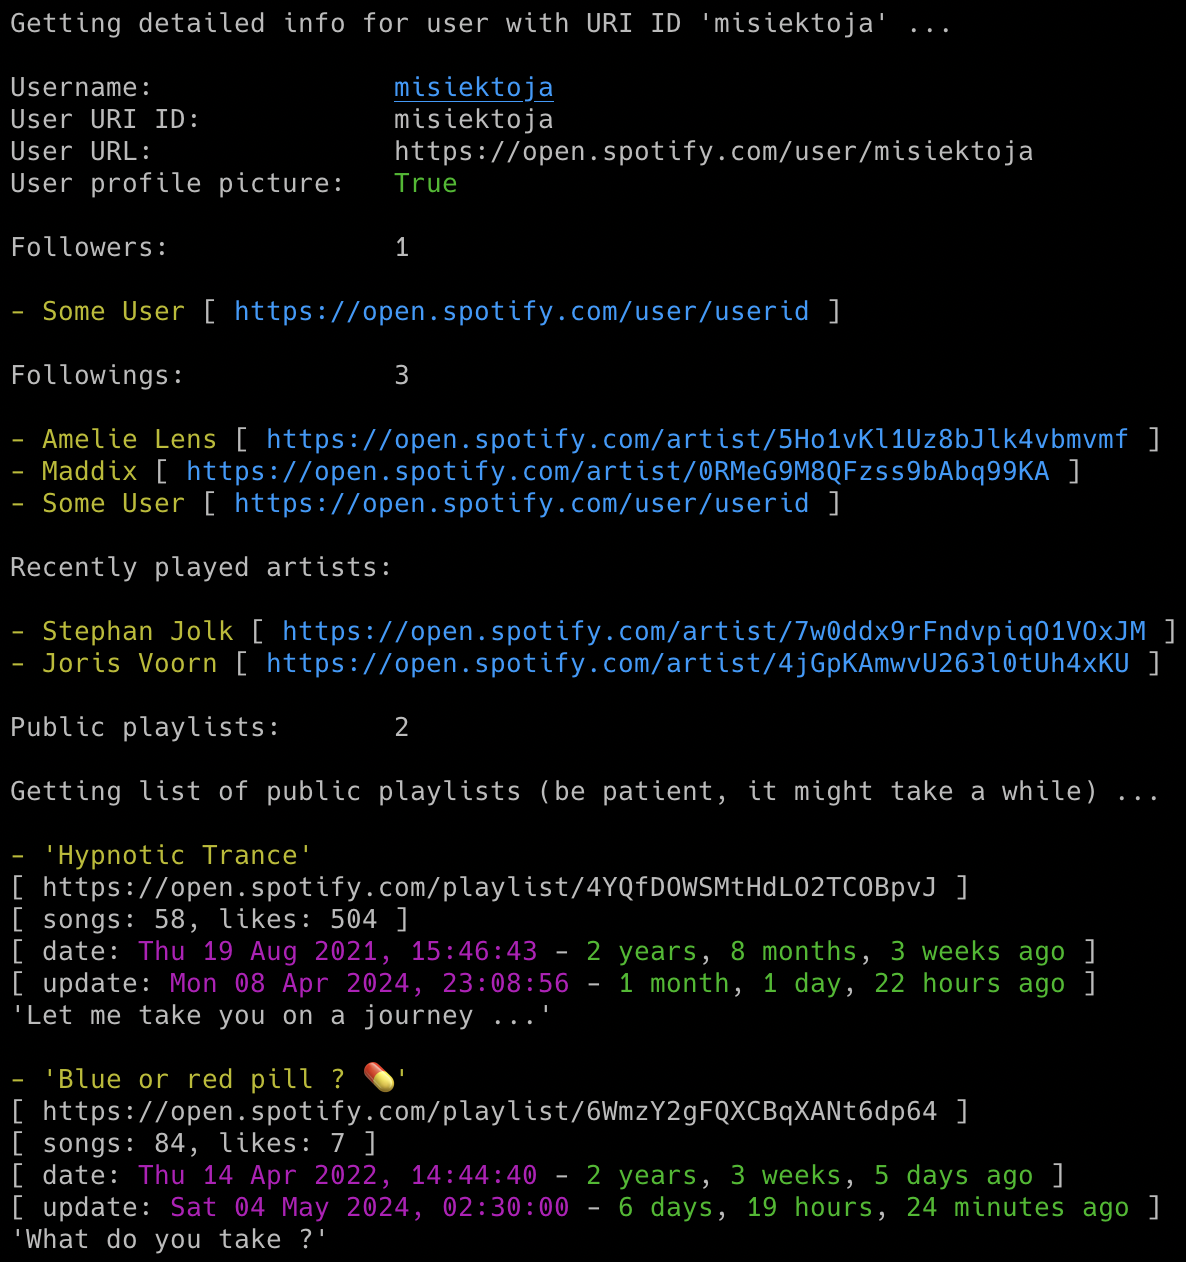 Getting detailed info for user with URI ID 'misiektoja' ...
Username: misiektoja
User URI ID: misiektoja
User URL: https://open.spotify.com/user/misiektoja
User profile picture: True
Followers: 1
- Some User [ https://open.spotify.com/user/userid ]
Followings: 3
- Amelie Lens [ https://open.spotify.com/artist/5Ho1vKl1Uz8bJlk4vbmvmf ]
- Maddix [ https://open.spotify.com/artist/0RMeG9M8QFzss9bAbq99KA ]
- Some User [ https://open.spotify.com/user/userid ]
Recently played artists:
- Stephan Jolk [ https://open.spotify.com/artist/7w0ddx9rFndvpiqO1VOxJM ]
- Joris Voorn [ https://open.spotify.com/artist/4jGpKAmwvU263l0tUh4xKU ]
Public playlists: 2
Getting list of public playlists (be patient, it might take a while) ...
- 'Hypnotic Trance'
[ https://open.spotify.com/playlist/4YQfDOWSMtHdLO2TCOBpvJ ]
[ songs: 58, likes: 504 ]
[ date: Thu 19 Aug 2021, 15:46:43 - 2 years, 8 months, 3 weeks ago ]
[ update: Mon 08 Apr 2024, 23:08:56 - 1 month, 1 day, 22 hours ago ]
'Let me take you on a journey ...'
- 'Blue or red pill ? 💊'
[ https://open.spotify.com/playlist/6WmzY2gFQXCBqXANt6dp64 ]
[ songs: 84, likes: 7 ]
[ date: Thu 14 Apr 2022, 14:44:40 - 2 years, 3 weeks, 5 days ago ]
[ update: Sat 04 May 2024, 02:30:00 - 6 days, 19 hours, 24 minutes ago ]
'What do you take ?'